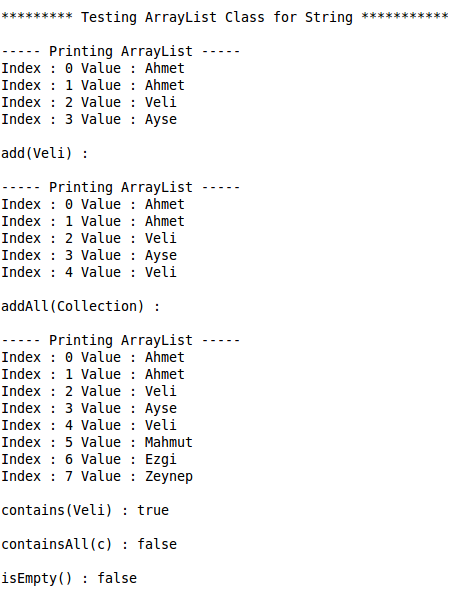 ********* Testing ArrayList Class for String ***********
----- Printing ArrayList -----
Index : 0 Value : Ahmet
Index : 1 Value : Ahmet
Index : 2 Value : Veli
Index : 3 Value : Ayse
add(Veli) :
----- Printing ArrayList -----
Index : 0 Value : Ahmet
Index : 1 Value : Ahmet
Index : 2 Value : Veli
Index : 3 Value : Ayse
Index : 4 Value : Veli
addAll(Collection) :
----- Printing ArrayList -----
Index : 0 Value : Ahmet
Index : 1 Value : Ahmet
Index : 2 Value : Veli
Index : 3 Value : Ayse
Index : 4 Value : Veli
Index : 5 Value : Mahmut
Index : 6 Value : Ezgi
Index : 7 Value : Zeynep
contains(Veli) : true
containsAll(c) : false
isEmpty() : false